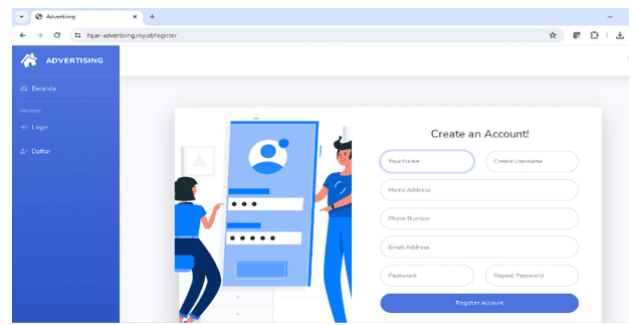 Advertising
fajar-advertising.my.id/register
ADVERTISING
Beranda
MEMBER
Login
Daftar
Create an Account!
Your Name
Create Username
Home Address
Phone Number
Email Address
Password
Repeat Password
Register Account